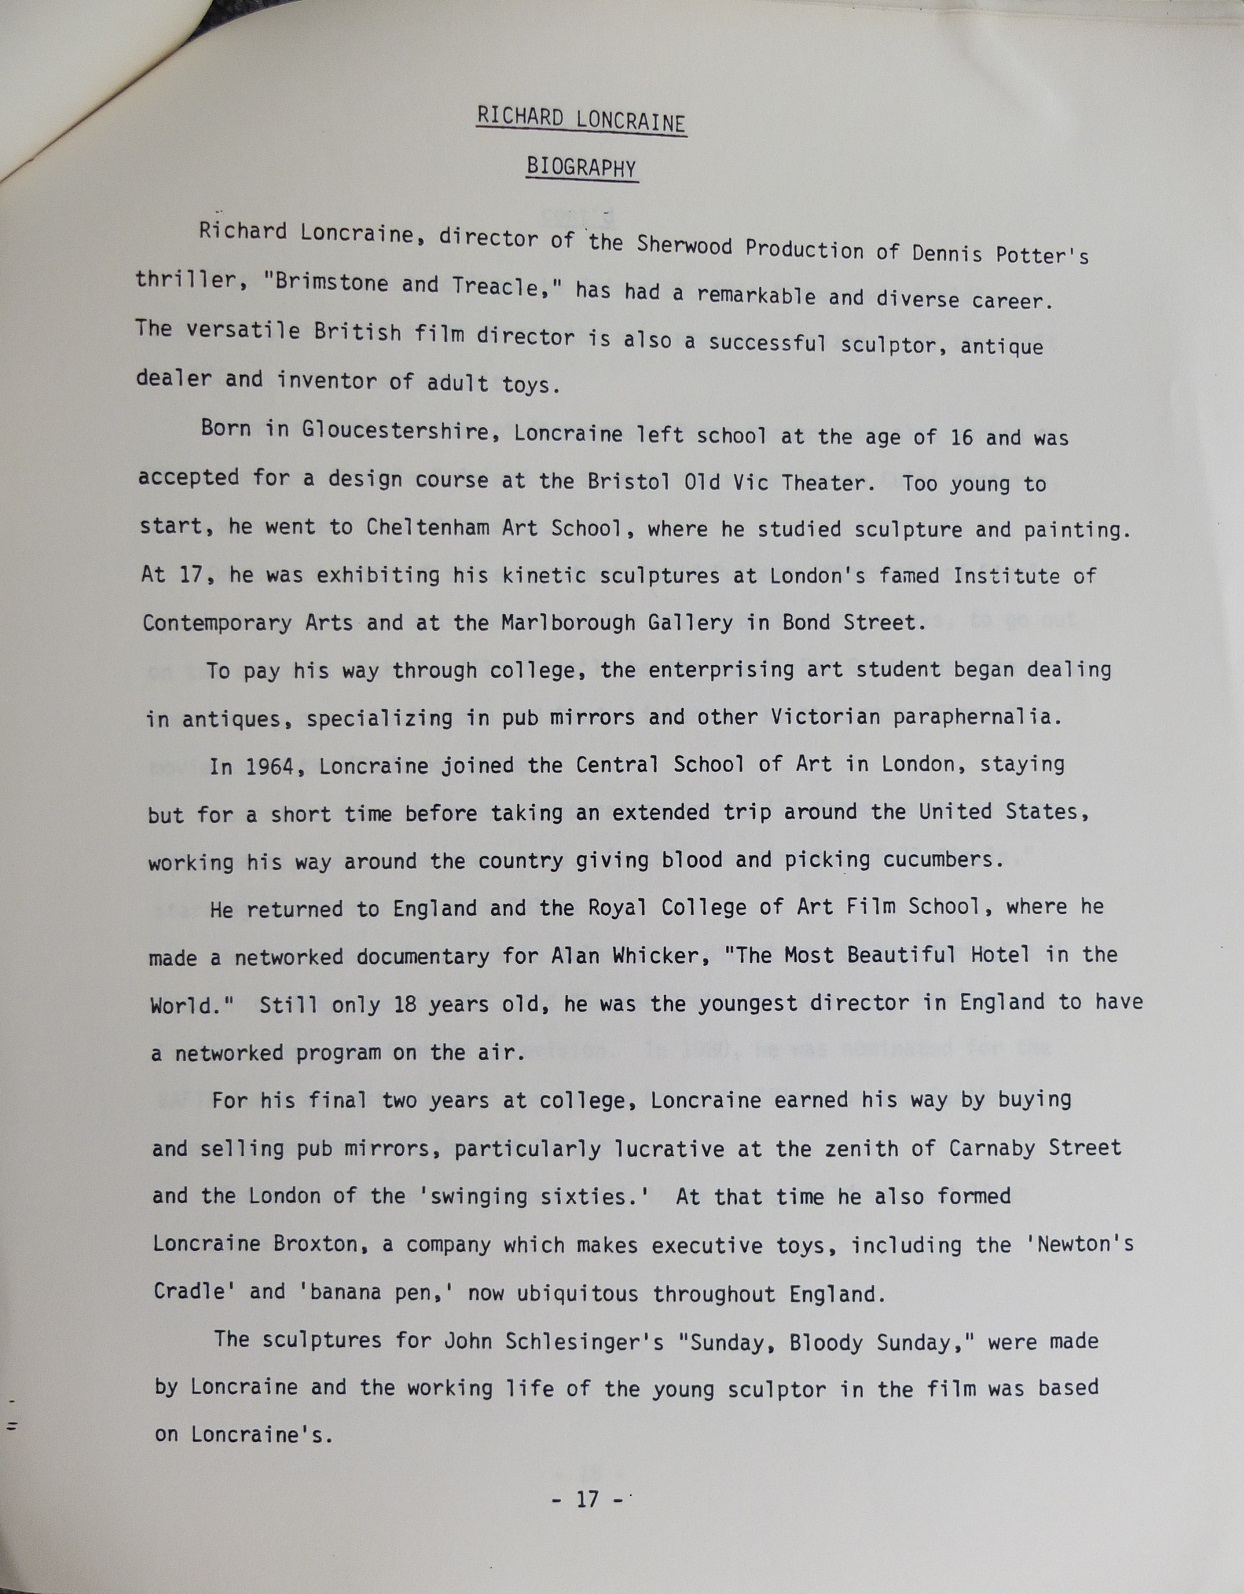 RICHARD LONCRAINE
BIOGRAPHY
Richard Loncraine, director of the Sherwood Production of Dennis Potter's
thriller, "Brimstone and Treacle," has had a remarkable and diverse career.
The versatile British film director is also a successful sculptor, antique
dealer and inventor of adult toys.
Born in Gloucestershire, Loncraine left school at the age of 16 and was
accepted for a design course at the Bristol Old Vic Theater. Too young to
start, he went to Cheltenham Art School, where he studied sculpture and painting.
At 17, he was exhibiting his kinetic sculptures at London's famed Institute of
Contemporary Arts and at the Marlborough Gallery in Bond Street.
To pay his way through college, the enterprising art student began dealing
in antiques, specializing in pub mirrors and other Victorian paraphernalia.
In 1964, Loncraine joined the Central School of Art in London, staying
but for a short time before taking an extended trip around the United States,
working his way around the country giving blood and picking cucumbers.
He returned to England and the Royal College of Art Film School, where he
made a networked documentary for Alan Whicker, "The Most Beautiful Hotel in the
World." Still only 18 years old, he was the youngest director in England to have
a networked program on the air.
For his final two years at college, Loncraine earned his way by buying
and selling pub mirrors, particularly lucrative at the zenith of Carnaby Street
and the London of the 'swinging sixties.' At that time he also formed
Loncraine Broxton, a company which makes executive toys, including the 'Newton's
Cradle' and 'banana pen,' now ubiquitous throughout England.
The sculptures for John Schlesinger's "Sunday, Bloody Sunday," were made
by Loncraine and the working life of the young sculptor in the film was based
on Loncraine's.
- 17 -